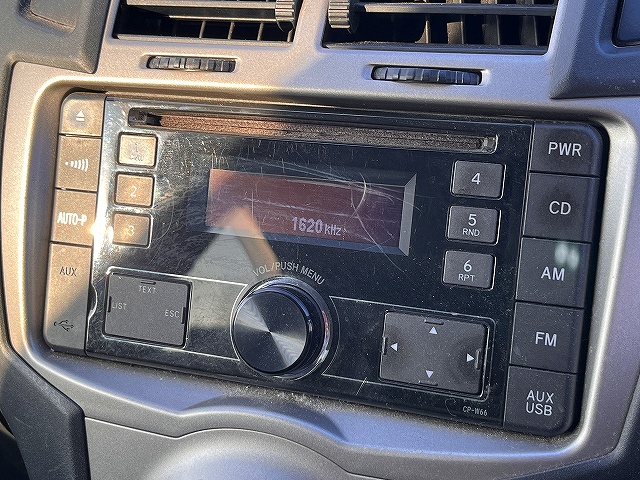 1620 kHz
2
3
AUTO-P
AUX
4
5
RND
6
RPT
PWR
CD
AM
FM
AUX
USB
VOL/PUSH MENU
TEXT
LIST
ESC
CP-W66